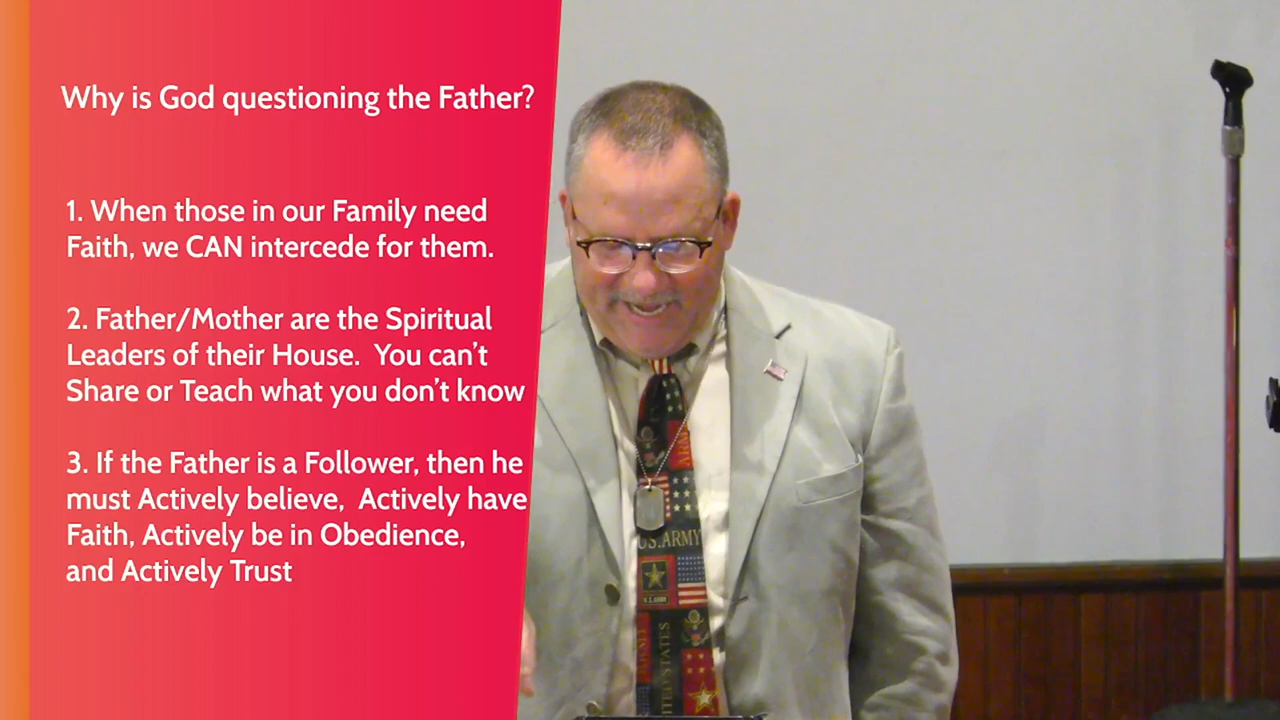 Why is God questioning the Father?
1. When those in our Family need
Faith, we CAN intercede for them.
2. Father/Mother are the Spiritual
Leaders of their House.  You can't
Share or Teach what you don't know
3. If the Father is a Follower, then he
must Actively believe,  Actively have
Faith, Actively be in Obedience,
and Actively Trust
U.S.ARMY